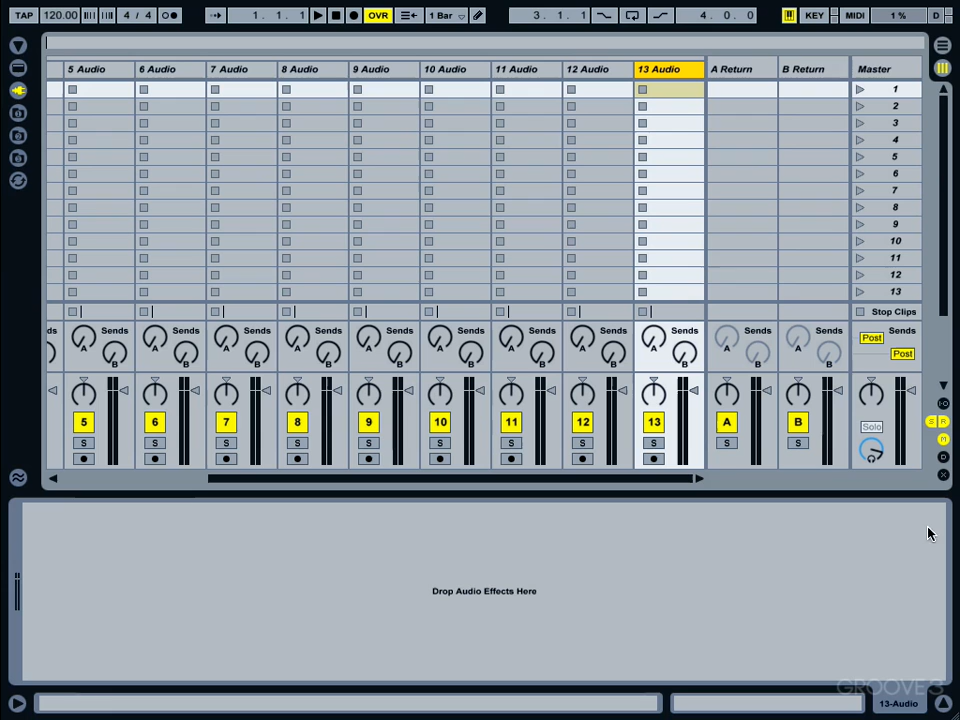 TAP 120.00 4 / 4 1. 1. 1 OVR 1 Bar 3. 1. 1 4. 0. 0 KEY MIDI 1 % D
5 Audio 6 Audio 7 Audio 8 Audio 9 Audio 10 Audio 11 Audio 12 Audio 13 Audio A Return B Return Master
1
2
3
4
5
6
7
8
9
10
11
12
13
Stop Clips
ds Sends Sends Sends Sends Sends Sends Sends Sends Sends Sends Sends Sends
Post
A A A A A A A A A A A
Post
B B B B B B B B B B B
5 6 7 8 9 10 11 12 13 A B Solo S R
S S S S S S S S S S S M
D
X
Drop Audio Effects Here
GROOVE3
13-Audio